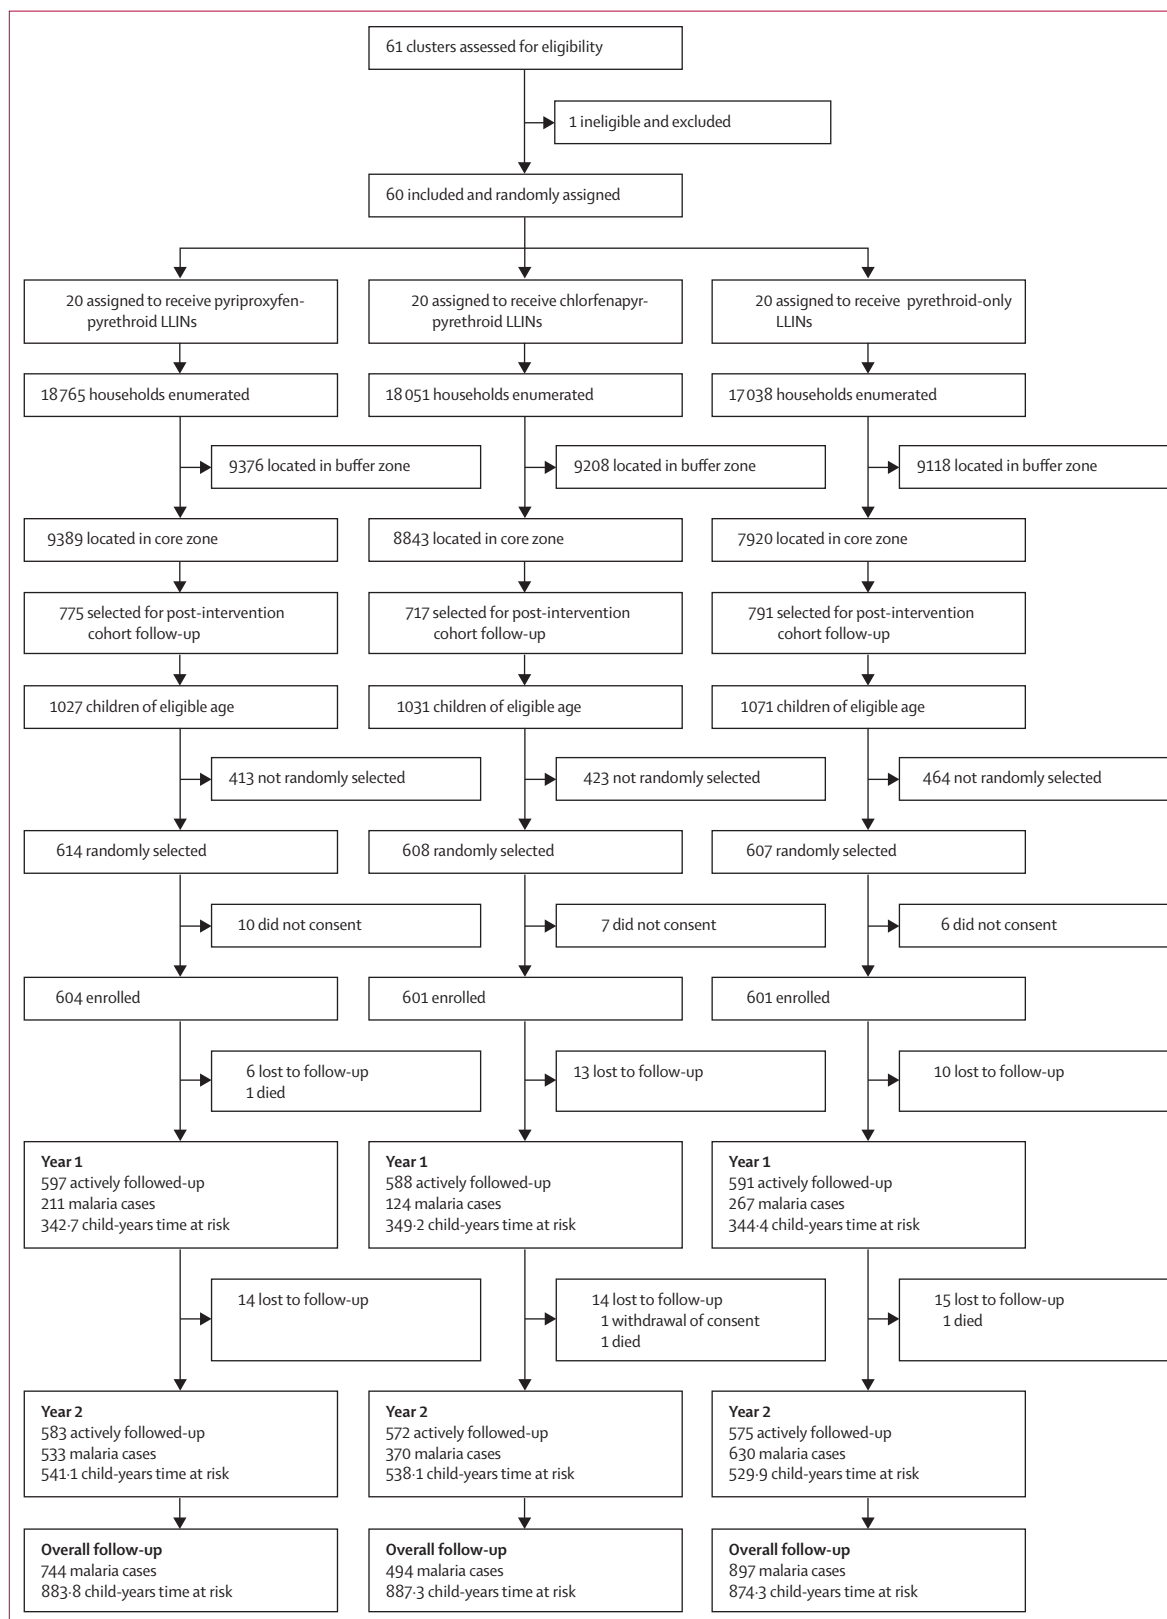 61 clusters assessed for eligibility
1 ineligible and excluded
60 included and randomly assigned
20 assigned to receive pyriproxyfen-
pyrethroid LLINs
20 assigned to receive chlorfenapyr-
pyrethroid LLINs
20 assigned to receive pyrethroid-only
LLINs
18 765 households enumerated
18 051 households enumerated
17 038 households enumerated
9376 located in buffer zone
9208 located in buffer zone
9118 located in buffer zone
9389 located in core zone
8843 located in core zone
7920 located in core zone
775 selected for post-intervention
cohort follow-up
717 selected for post-intervention
cohort follow-up
791 selected for post-intervention
cohort follow-up
1027 children of eligible age
1031 children of eligible age
1071 children of eligible age
413 not randomly selected
423 not randomly selected
464 not randomly selected
614 randomly selected
608 randomly selected
607 randomly selected
10 did not consent
7 did not consent
6 did not consent
604 enrolled
601 enrolled
601 enrolled
6 lost to follow-up
1 died
13 lost to follow-up
10 lost to follow-up
Year 1
597 actively followed-up
211 malaria cases
342·7 child-years time at risk
Year 1
588 actively followed-up
124 malaria cases
349·2 child-years time at risk
Year 1
591 actively followed-up
267 malaria cases
344·4 child-years time at risk
14 lost to follow-up
14 lost to follow-up
1 withdrawal of consent
1 died
15 lost to follow-up
1 died
Year 2
583 actively followed-up
533 malaria cases
541·1 child-years time at risk
Year 2
572 actively followed-up
370 malaria cases
538·1 child-years time at risk
Year 2
575 actively followed-up
630 malaria cases
529·9 child-years time at risk
Overall follow-up
744 malaria cases
883·8 child-years time at risk
Overall follow-up
494 malaria cases
887·3 child-years time at risk
Overall follow-up
897 malaria cases
874·3 child-years time at risk